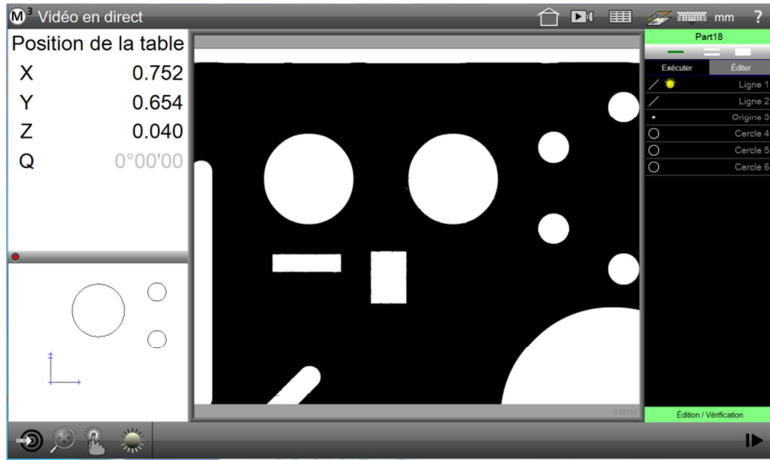 M³ Vidéo en direct
mm ?
Position de la table
X 0.752
Y 0.654
Z 0.040
Q 0°00'00
Part18
Exécuter Éditer
Ligne 1
Ligne 2
Origine 3
Cercle 4
Cercle 5
Cercle 6
Édition / Vérification